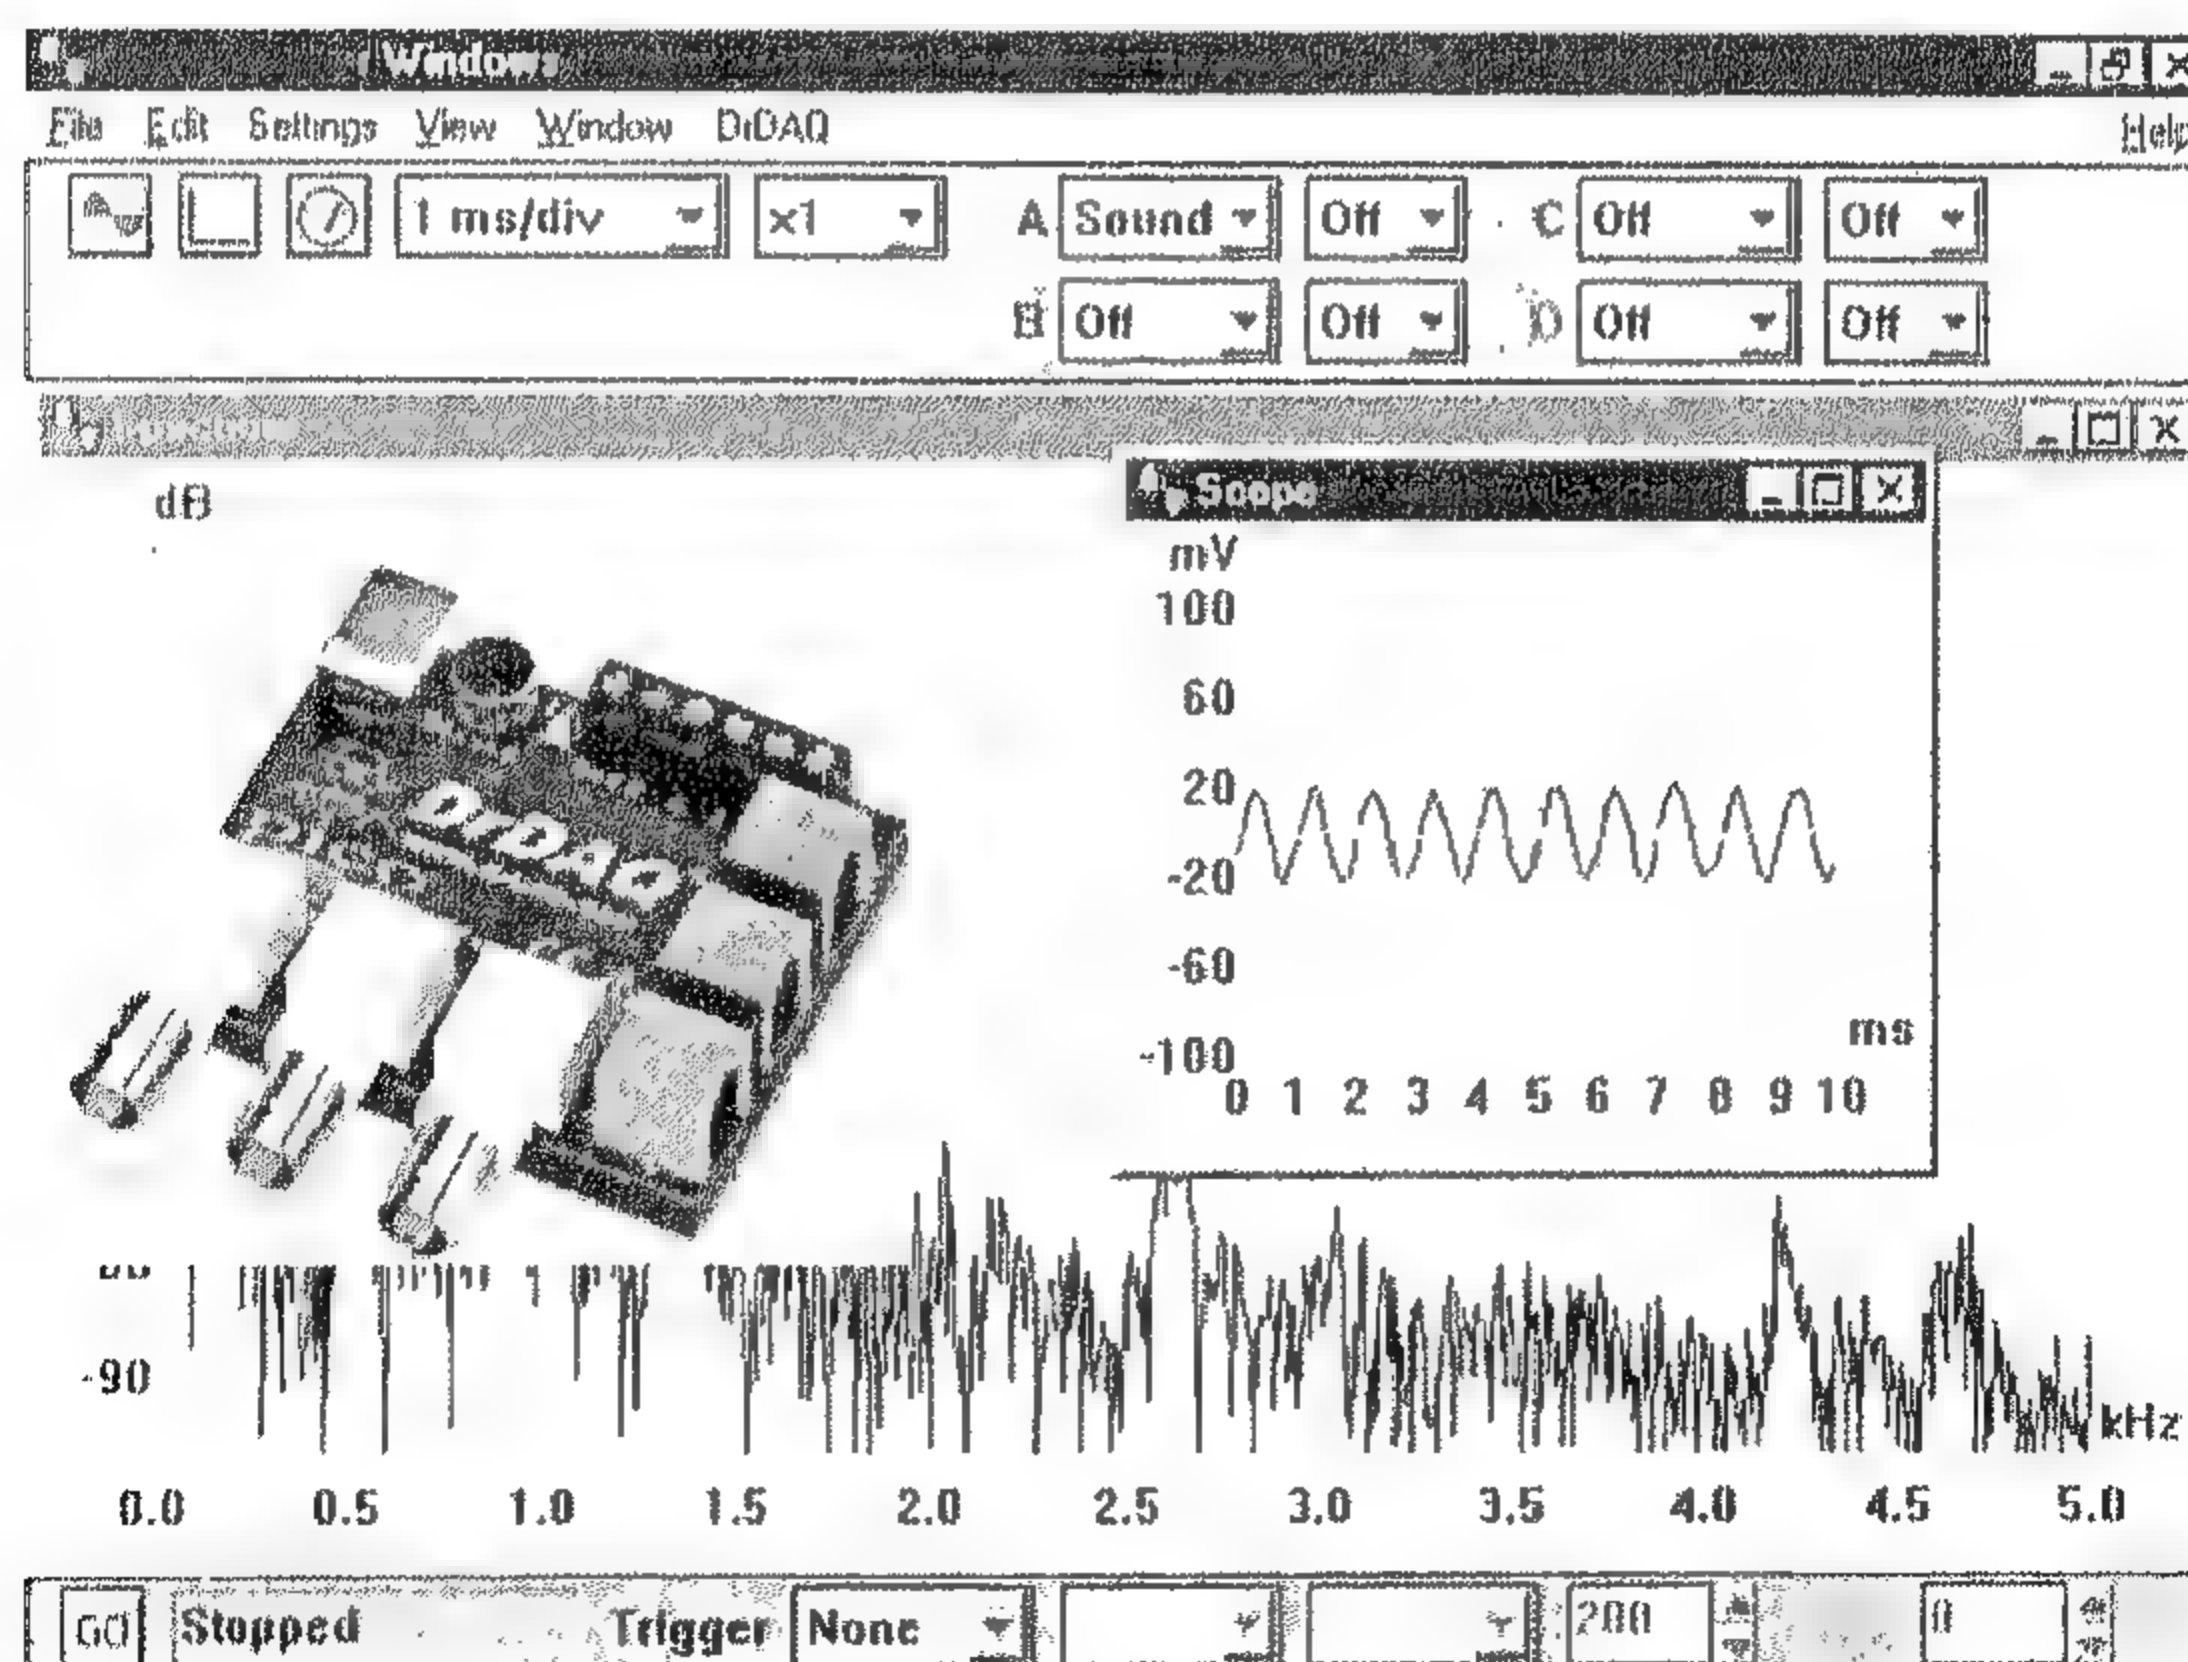 Windows
File Edit Settings View Window DrDAQ Help
1 ms/div x1 A Sound Off C Off Off
B Off Off D Off Off
Scope
dB
mV
100
60
20
-20
-60
-100
ms
0 1 2 3 4 5 6 7 8 9 10
DrDAQ
-90
kHz
0.0 0.5 1.0 1.5 2.0 2.5 3.0 3.5 4.0 4.5 5.0
GO Stopped Trigger None 200 0